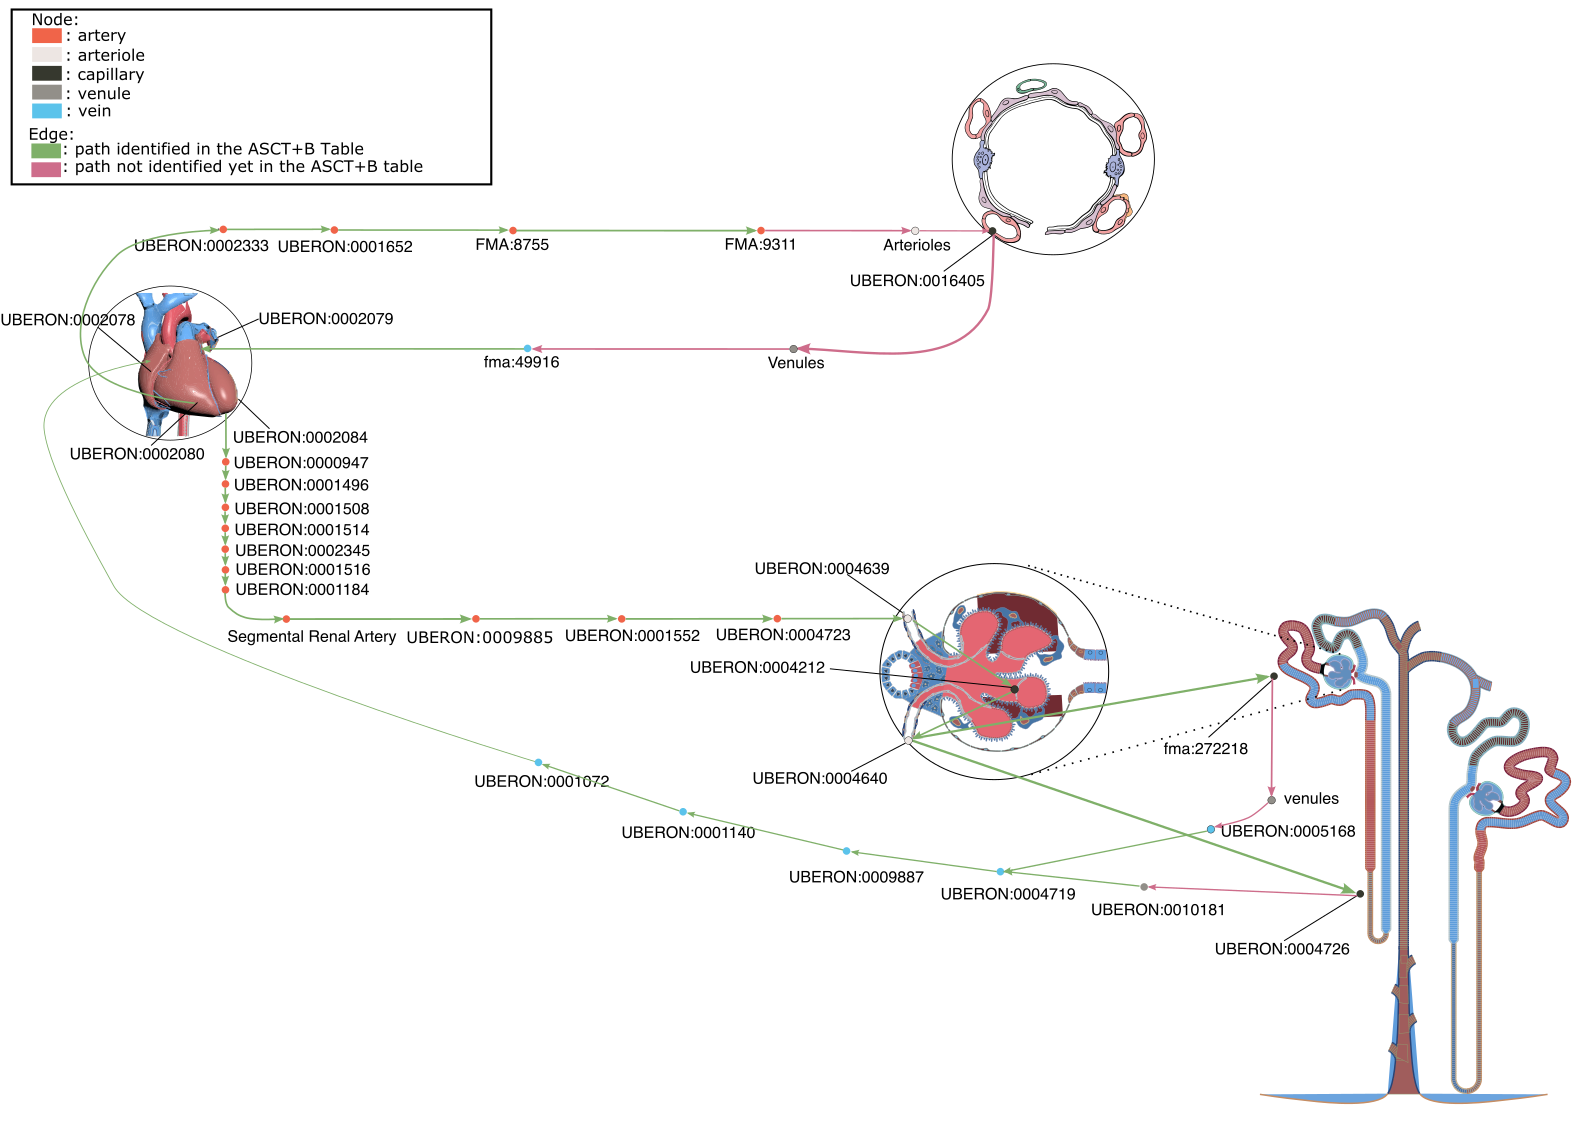 Node:
: artery
: arteriole
: capillary
: venule
: vein
Edge:
: path identified in the ASCT+B Table
: path not identified yet in the ASCT+B table
UBERON:0002333
UBERON:0001652
FMA:8755
FMA:9311
Arterioles
UBERON:0016405
UBERON:0002078
UBERON:0002079
fma:49916
Venules
UBERON:0002084
UBERON:0002080
UBERON:0000947
UBERON:0001496
UBERON:0001508
UBERON:0001514
UBERON:0002345
UBERON:0001516
UBERON:0001184
Segmental Renal Artery
UBERON:0009885
UBERON:0001552
UBERON:0004723
UBERON:0004639
UBERON:0004212
UBERON:0004640
fma:272218
venules
UBERON:0005168
UBERON:0001072
UBERON:0001140
UBERON:0009887
UBERON:0004719
UBERON:0010181
UBERON:0004726